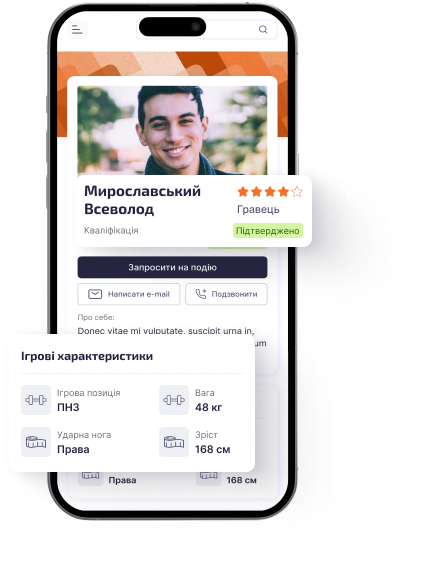 Мирославський
Всеволод
Гравець
Кваліфікація
Підтверджено
Запросити на подію
Написати e-mail
Подзвонити
Про себе:
Donec vitae mi vulputate, suscipit urna in,
um
Ігрові характеристики
Ігрова позиція
ПНЗ
Вага
48 кг
Ударна нога
Права
Зріст
168 см
Права
168 см